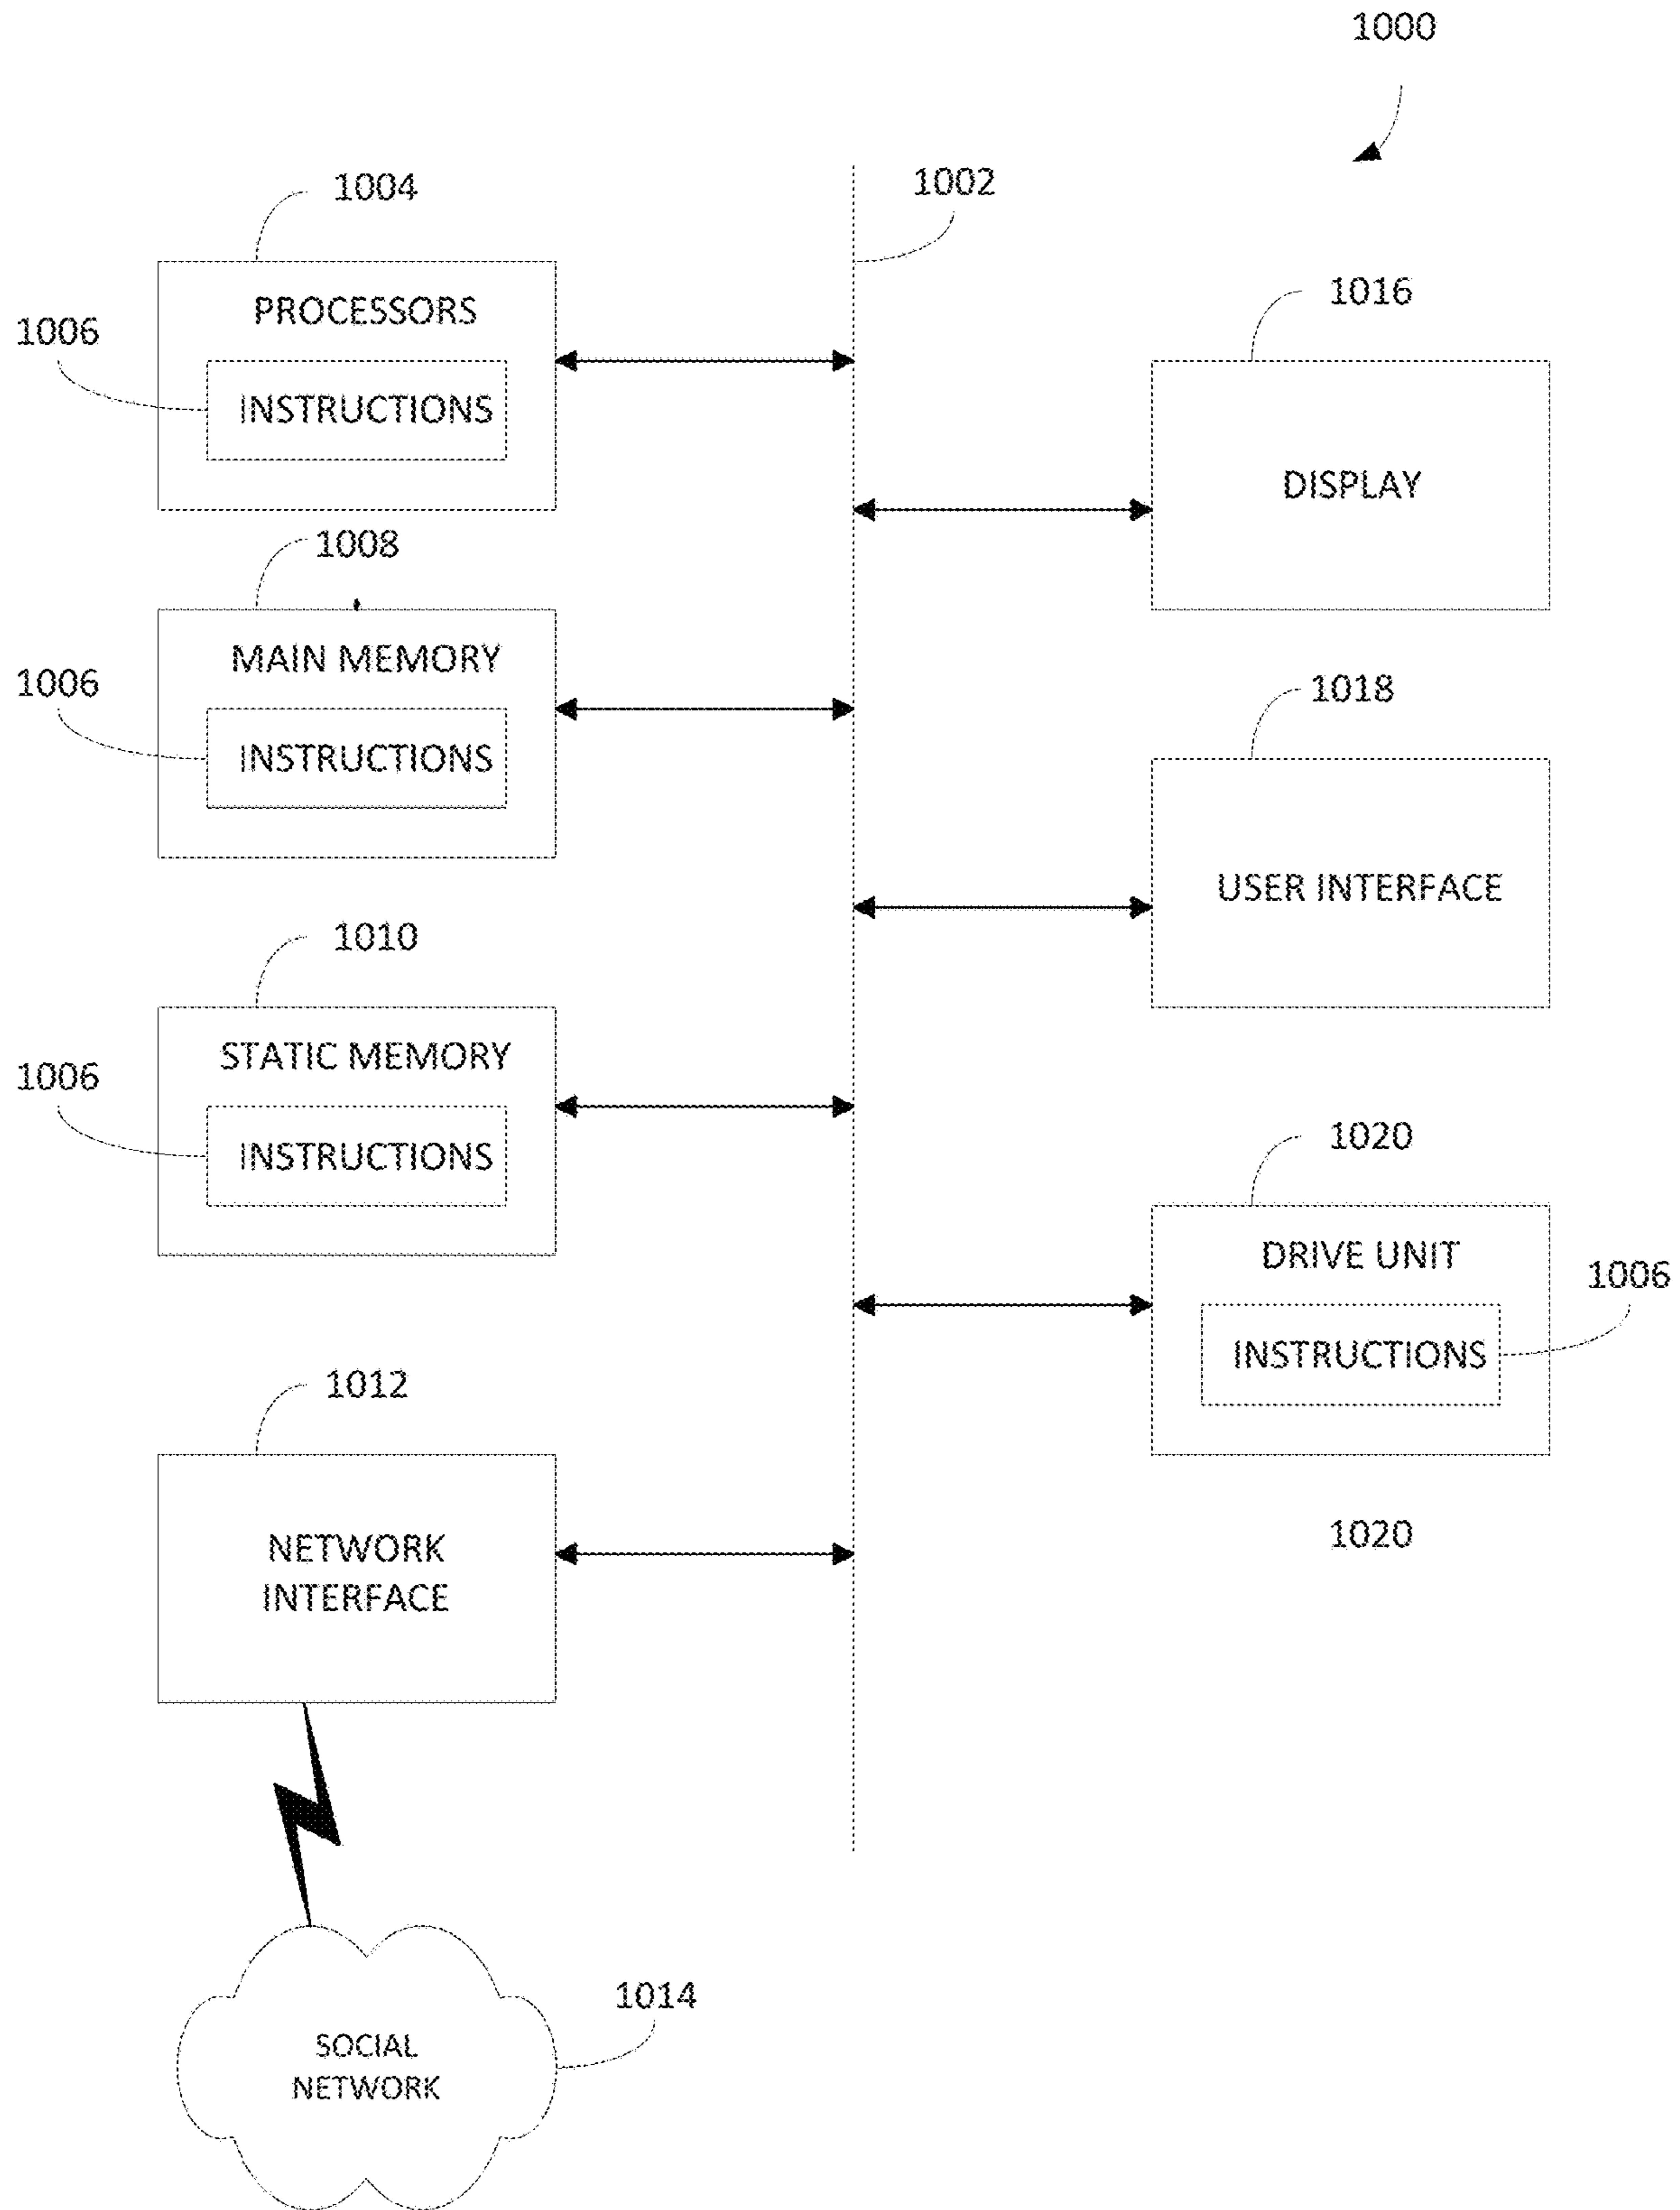 1000
1004
1002
PROCESSORS
1006
INSTRUCTIONS
1016
DISPLAY
1008
MAIN MEMORY
1006
INSTRUCTIONS
1018
USER INTERFACE
1010
STATIC MEMORY
1006
INSTRUCTIONS
1020
DRIVE UNIT
1006
INSTRUCTIONS
1020
1012
NETWORK
INTERFACE
1014
SOCIAL
NETWORK